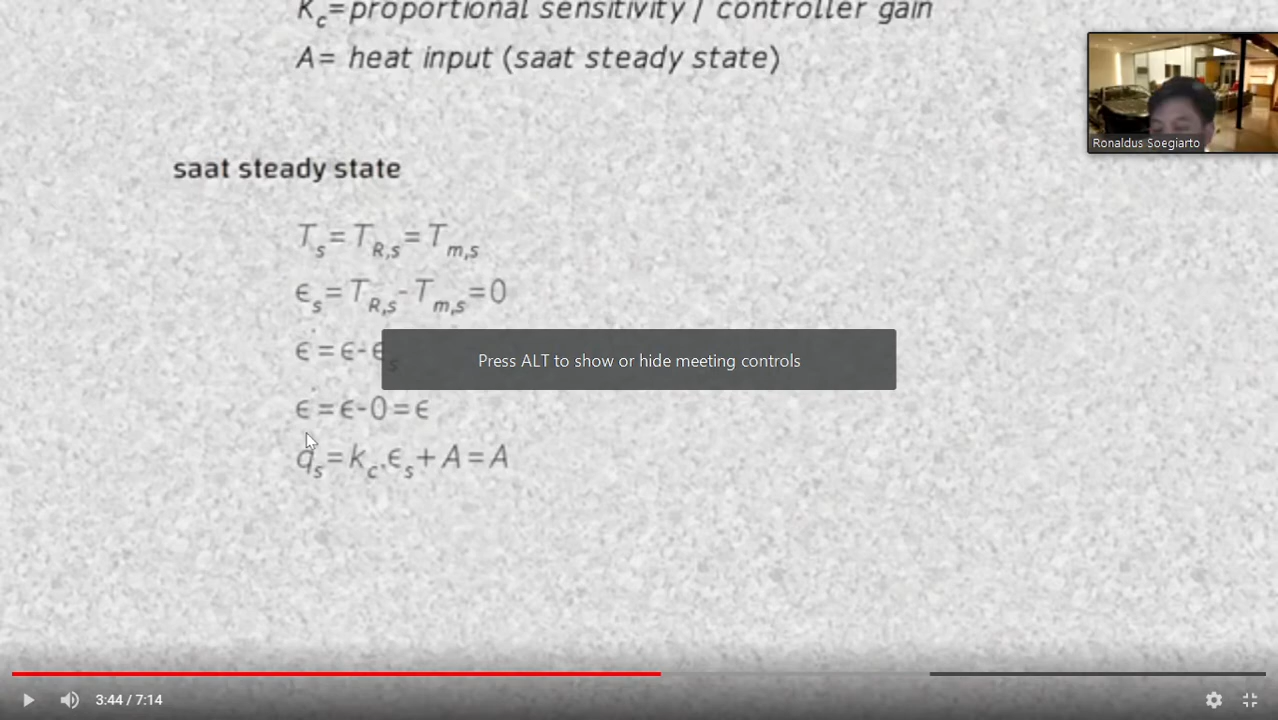 Kc=proportional sensitivity / controller gain
A= heat input (saat steady state)
Ronaldus Soegiarto
saat steady state
Ts=TR,s=Tm,s
ϵs=TR,s-Tm,s=0
ϵ̇=ϵ-ϵs
Press ALT to show or hide meeting controls
ϵ̇=ϵ-0=ϵ
qs=kc.ϵs+A=A
3:44 / 7:14